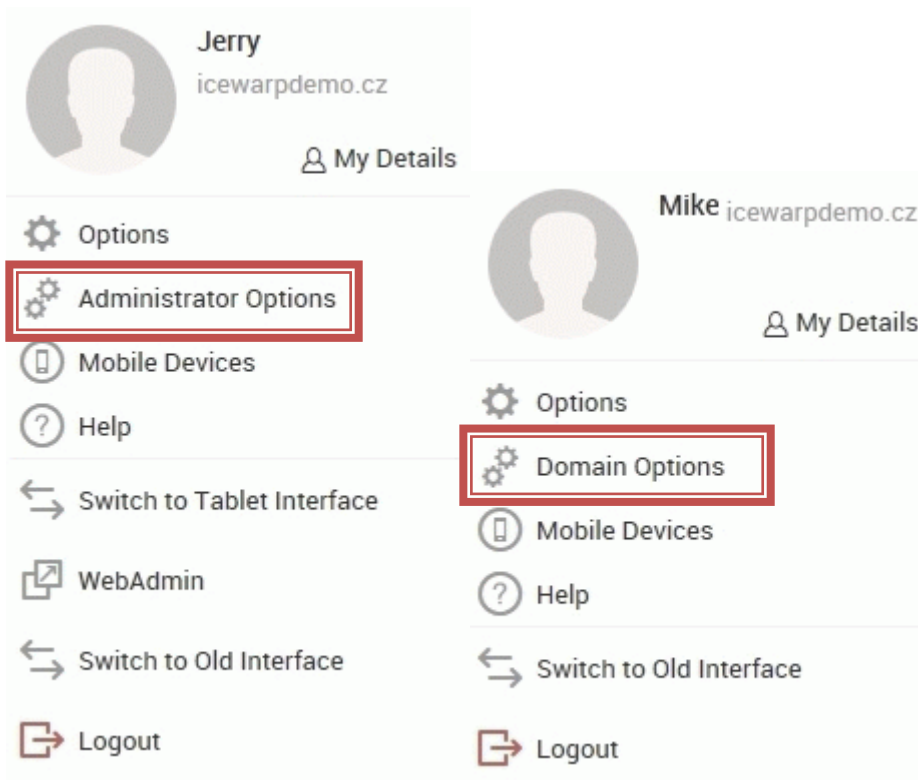 Jerry
icewarpdemo.cz
My Details
Options
Administrator Options
Mobile Devices
Help
Switch to Tablet Interface
WebAdmin
Switch to Old Interface
Logout
Mike icewarpdemo.cz
My Details
Options
Domain Options
Mobile Devices
Help
Switch to Old Interface
Logout